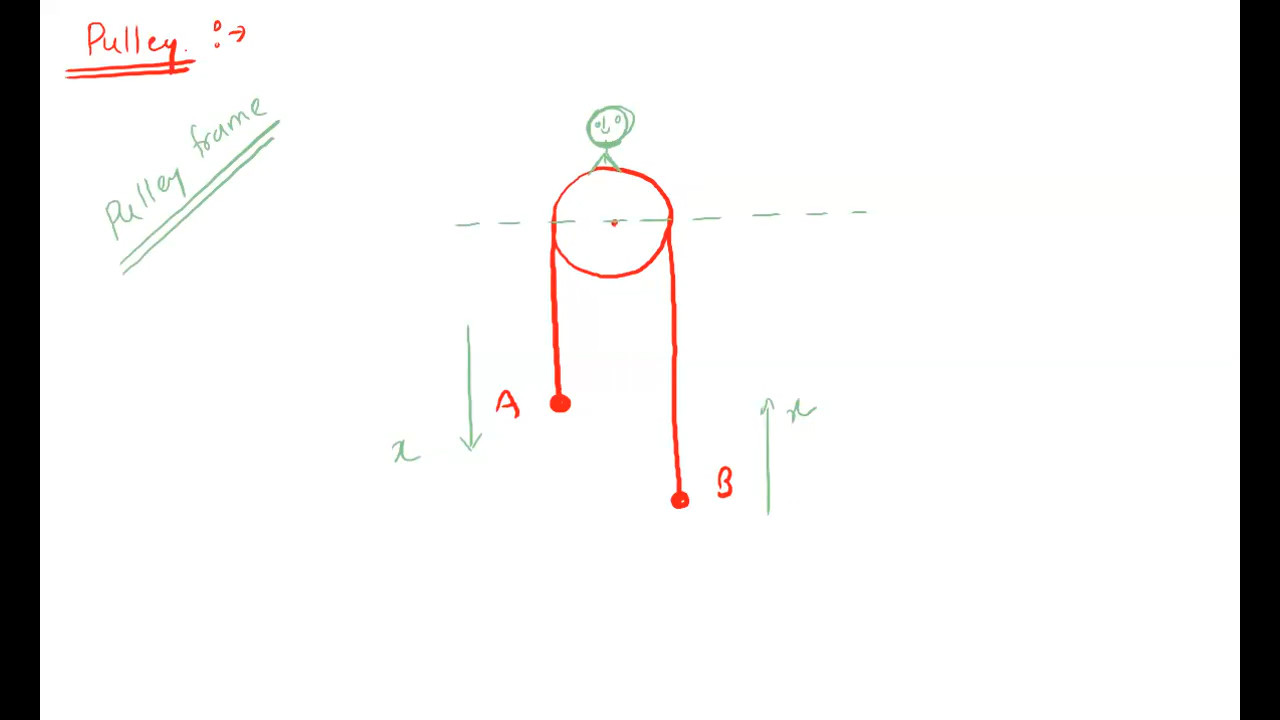 Pulley. :→
Pulley frame
A
x
x
B